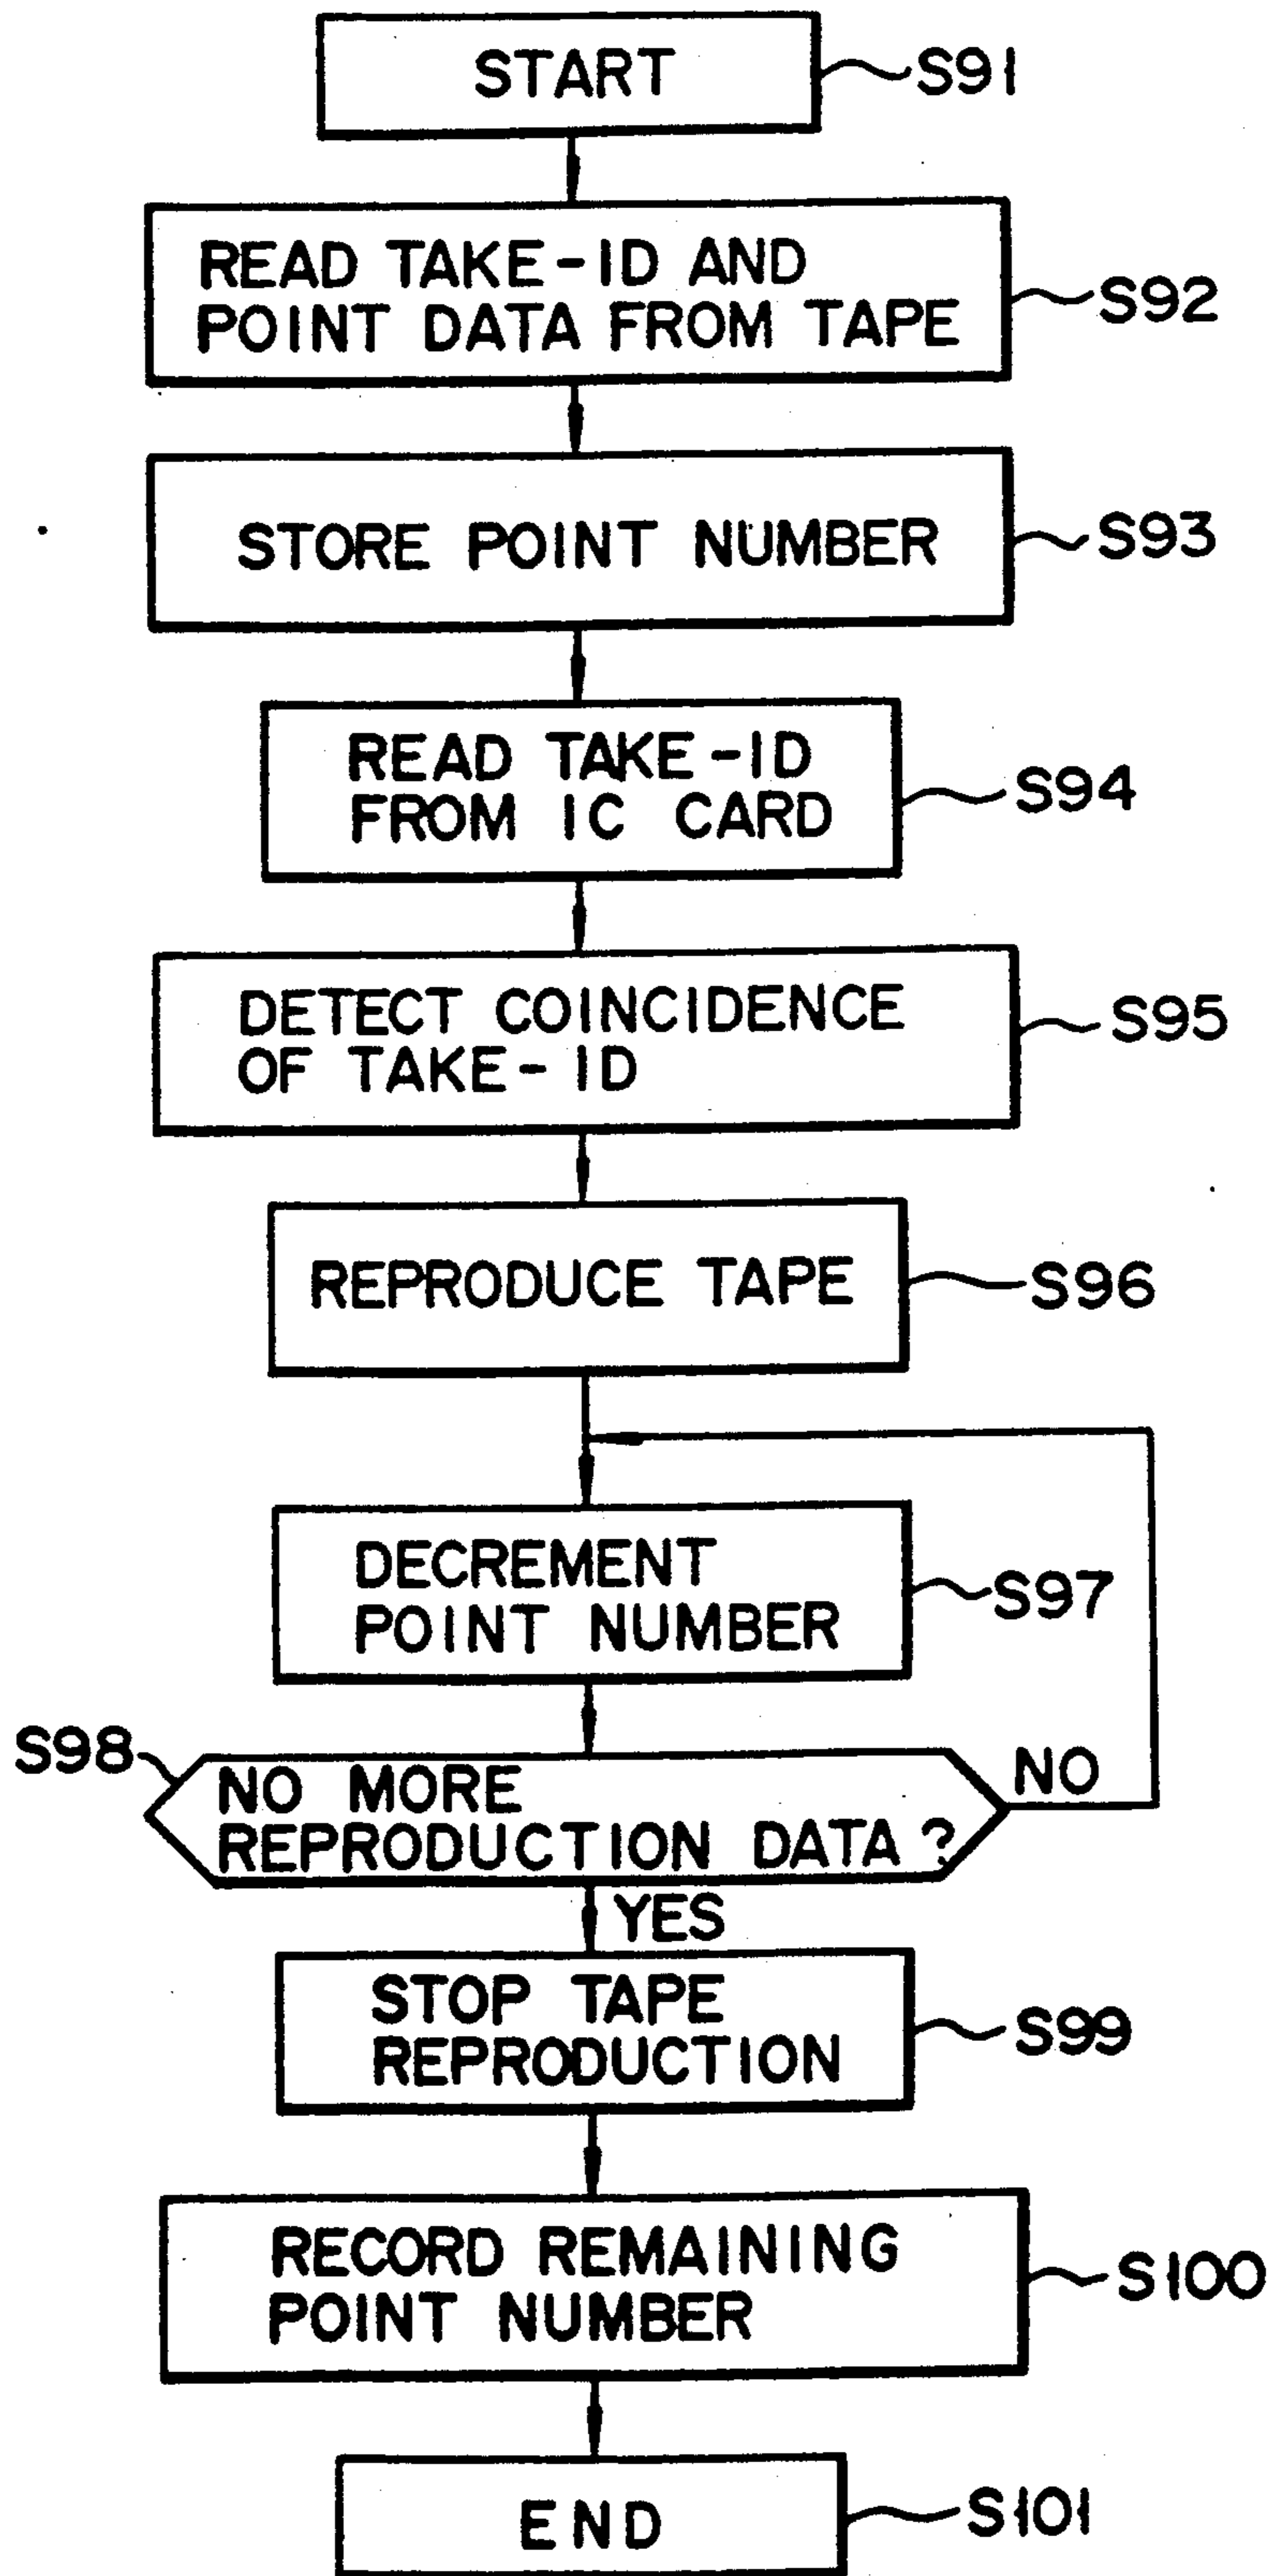 START
S91
READ TAKE-ID AND
POINT DATA FROM TAPE
S92
STORE POINT NUMBER
S93
READ TAKE-ID
FROM IC CARD
S94
DETECT COINCIDENCE
OF TAKE-ID
S95
REPRODUCE TAPE
S96
DECREMENT
POINT NUMBER
S97
S98
NO MORE
REPRODUCTION DATA?
NO
YES
STOP TAPE
REPRODUCTION
S99
RECORD REMAINING
POINT NUMBER
S100
END
S101